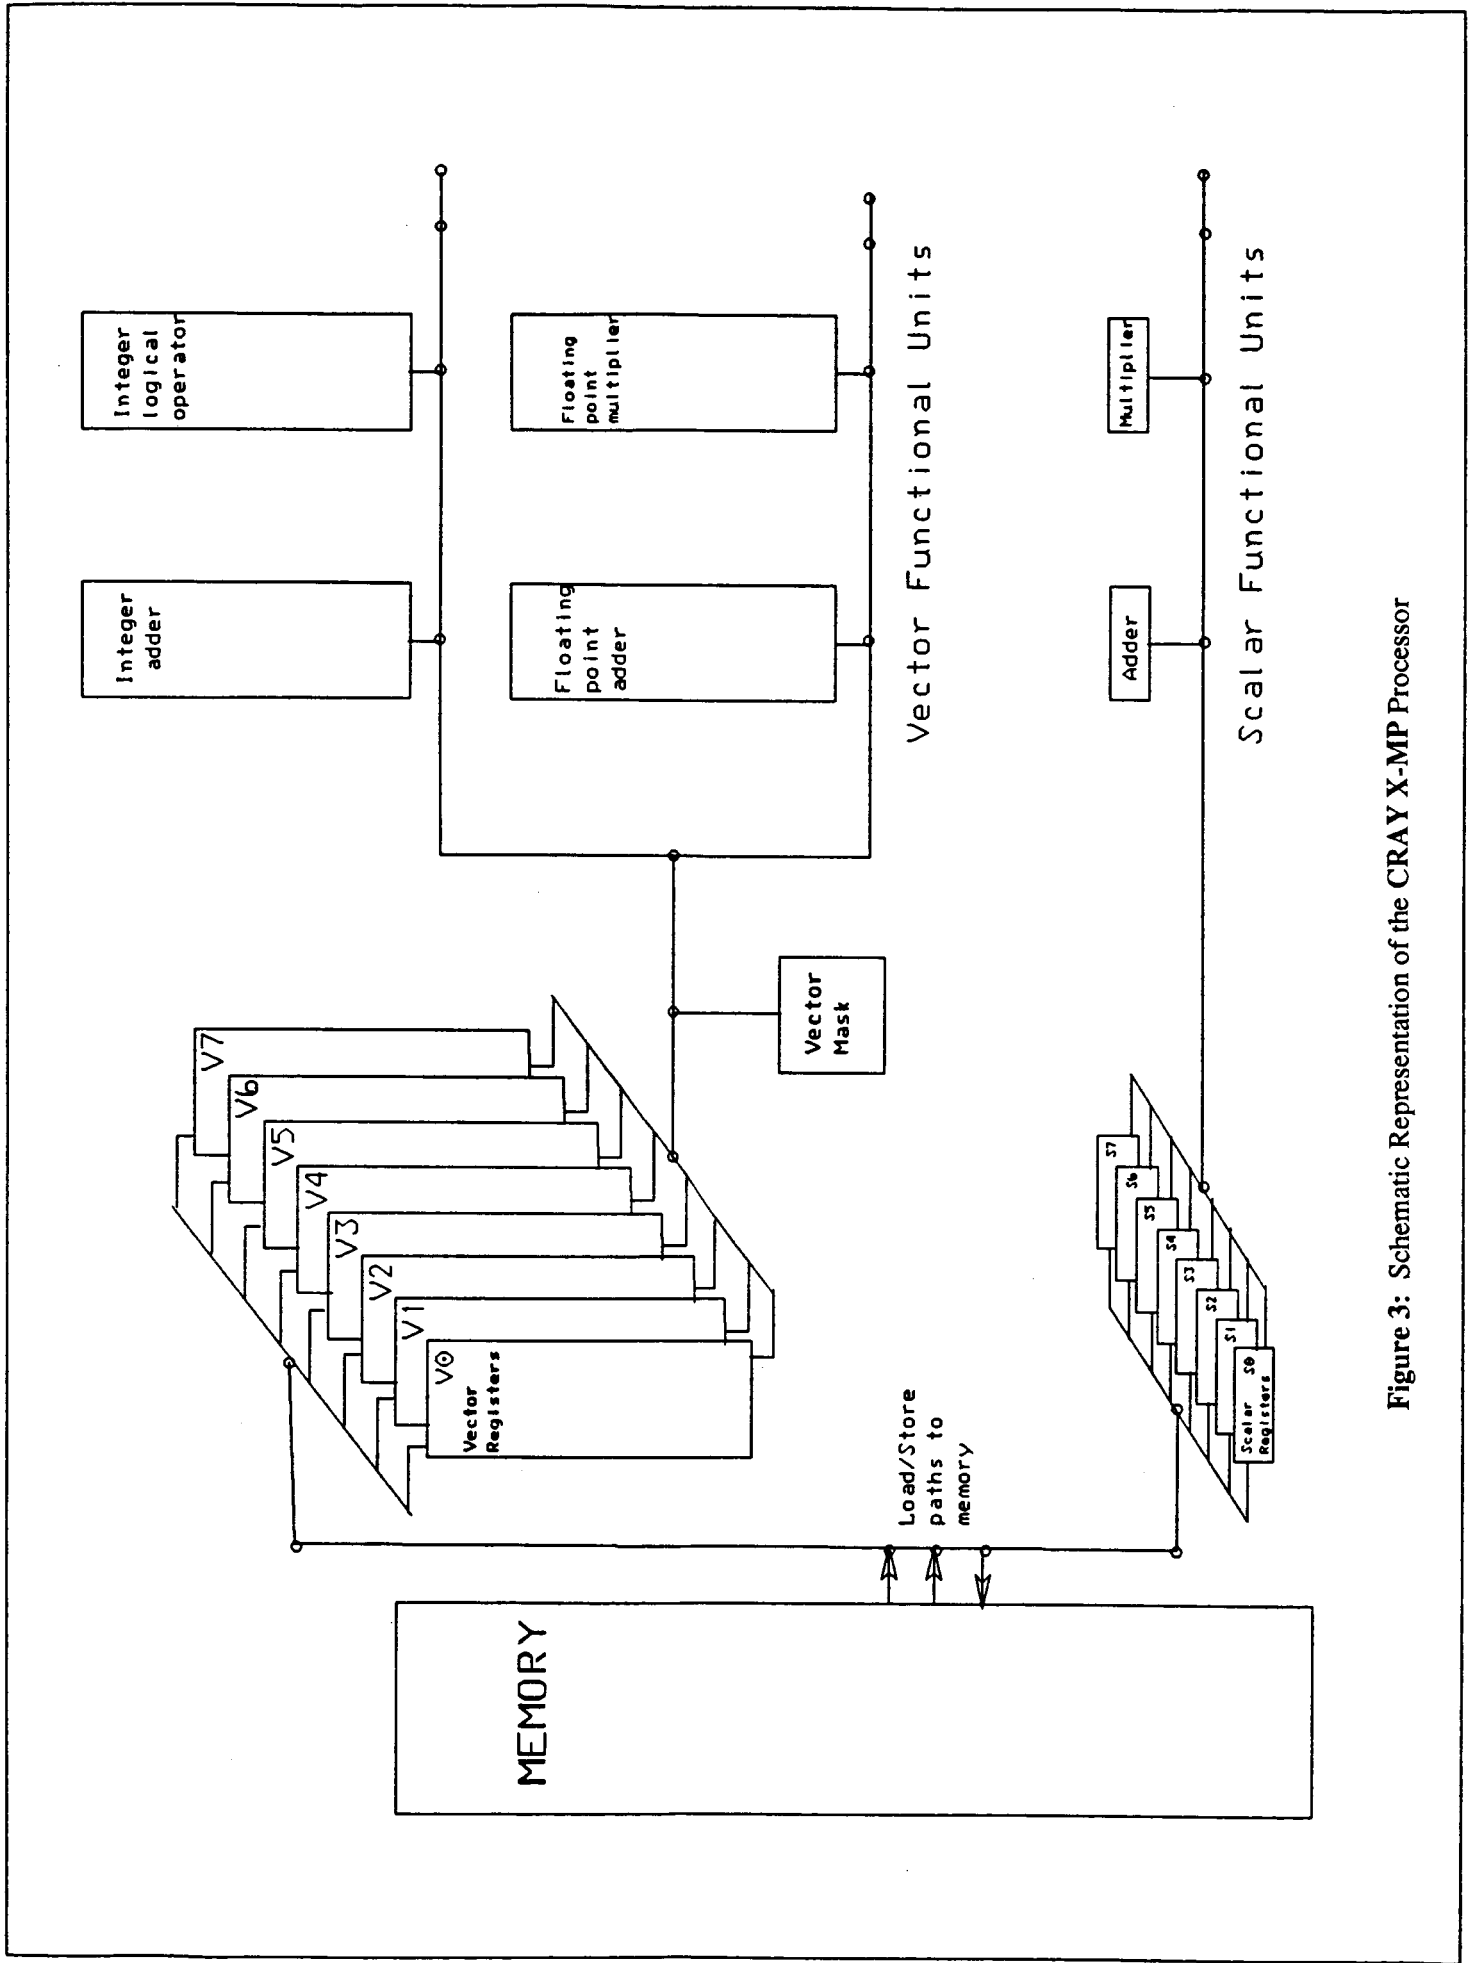 MEMORY
Load/Store
paths to
memory
V7
V6
V5
V4
V3
V2
V1
V0
Vector
Registers
Vector
Mask
Integer
adder
Integer
logical
operator
Floating
point
adder
Floating
point
multiplier
Vector Functional Units
S7
S6
S5
S4
S3
S2
S1
S0
Scalar
Registers
Adder
Multiplier
Scalar Functional Units
Figure 3: Schematic Representation of the CRAY X-MP Processor